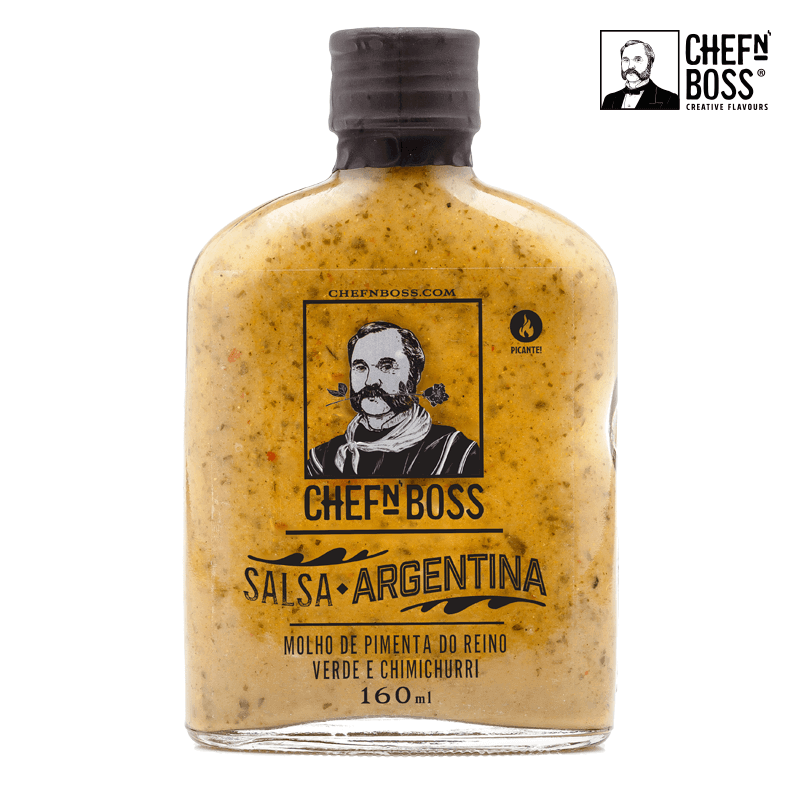 CHEFN'
BOSS®
CREATIVE FLAVOURS
CHEFNBOSS.COM
PICANTE!
CHEFN'BOSS
SALSA • ARGENTINA
MOLHO DE PIMENTA DO REINO
VERDE E CHIMICHURRI
160ml